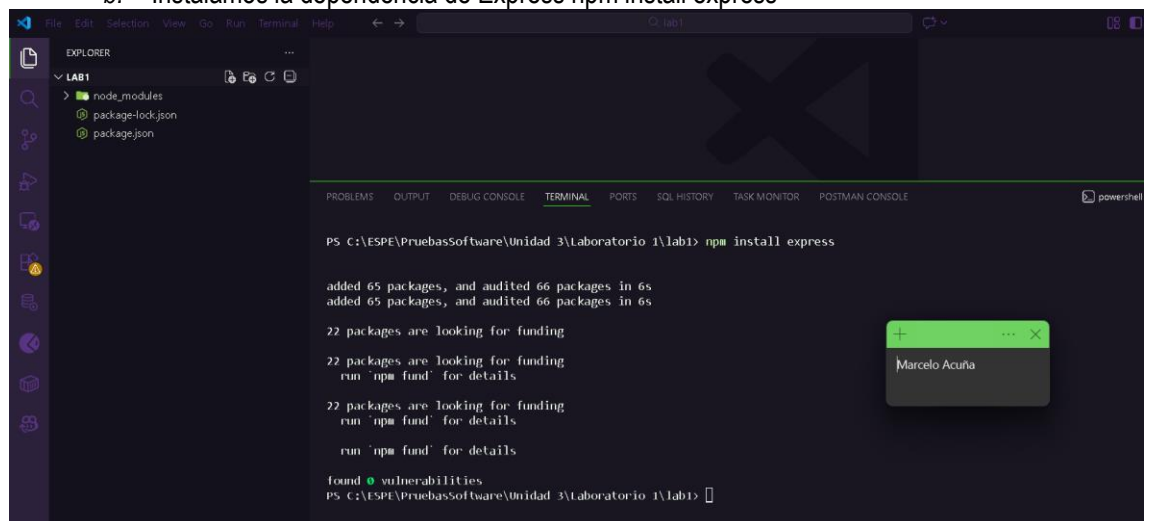 b. Instalamos la dependencia de Express npm install express
File Edit Selection View Go Run Terminal Help
lab1
EXPLORER
LAB1
node_modules
package-lock.json
package.json
PROBLEMS OUTPUT DEBUG CONSOLE TERMINAL PORTS SQL HISTORY TASK MONITOR POSTMAN CONSOLE
powershell
PS C:\ESPE\PruebasSoftware\Unidad 3\Laboratorio 1\lab1> npm install express
added 65 packages, and audited 66 packages in 6s
added 65 packages, and audited 66 packages in 6s
22 packages are looking for funding
22 packages are looking for funding
run `npm fund` for details
22 packages are looking for funding
run `npm fund` for details
run `npm fund` for details
found 0 vulnerabilities
PS C:\ESPE\PruebasSoftware\Unidad 3\Laboratorio 1\lab1>
Marcelo Acuña